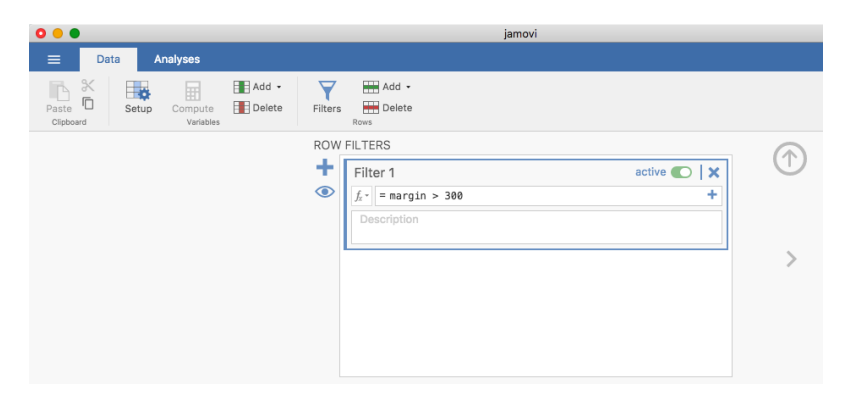 jamovi
Data Analyses
Paste Setup Compute Add Delete Filters Add Delete
Clipboard Variables Rows
ROW FILTERS
Filter 1 active
fx = margin > 300
Description